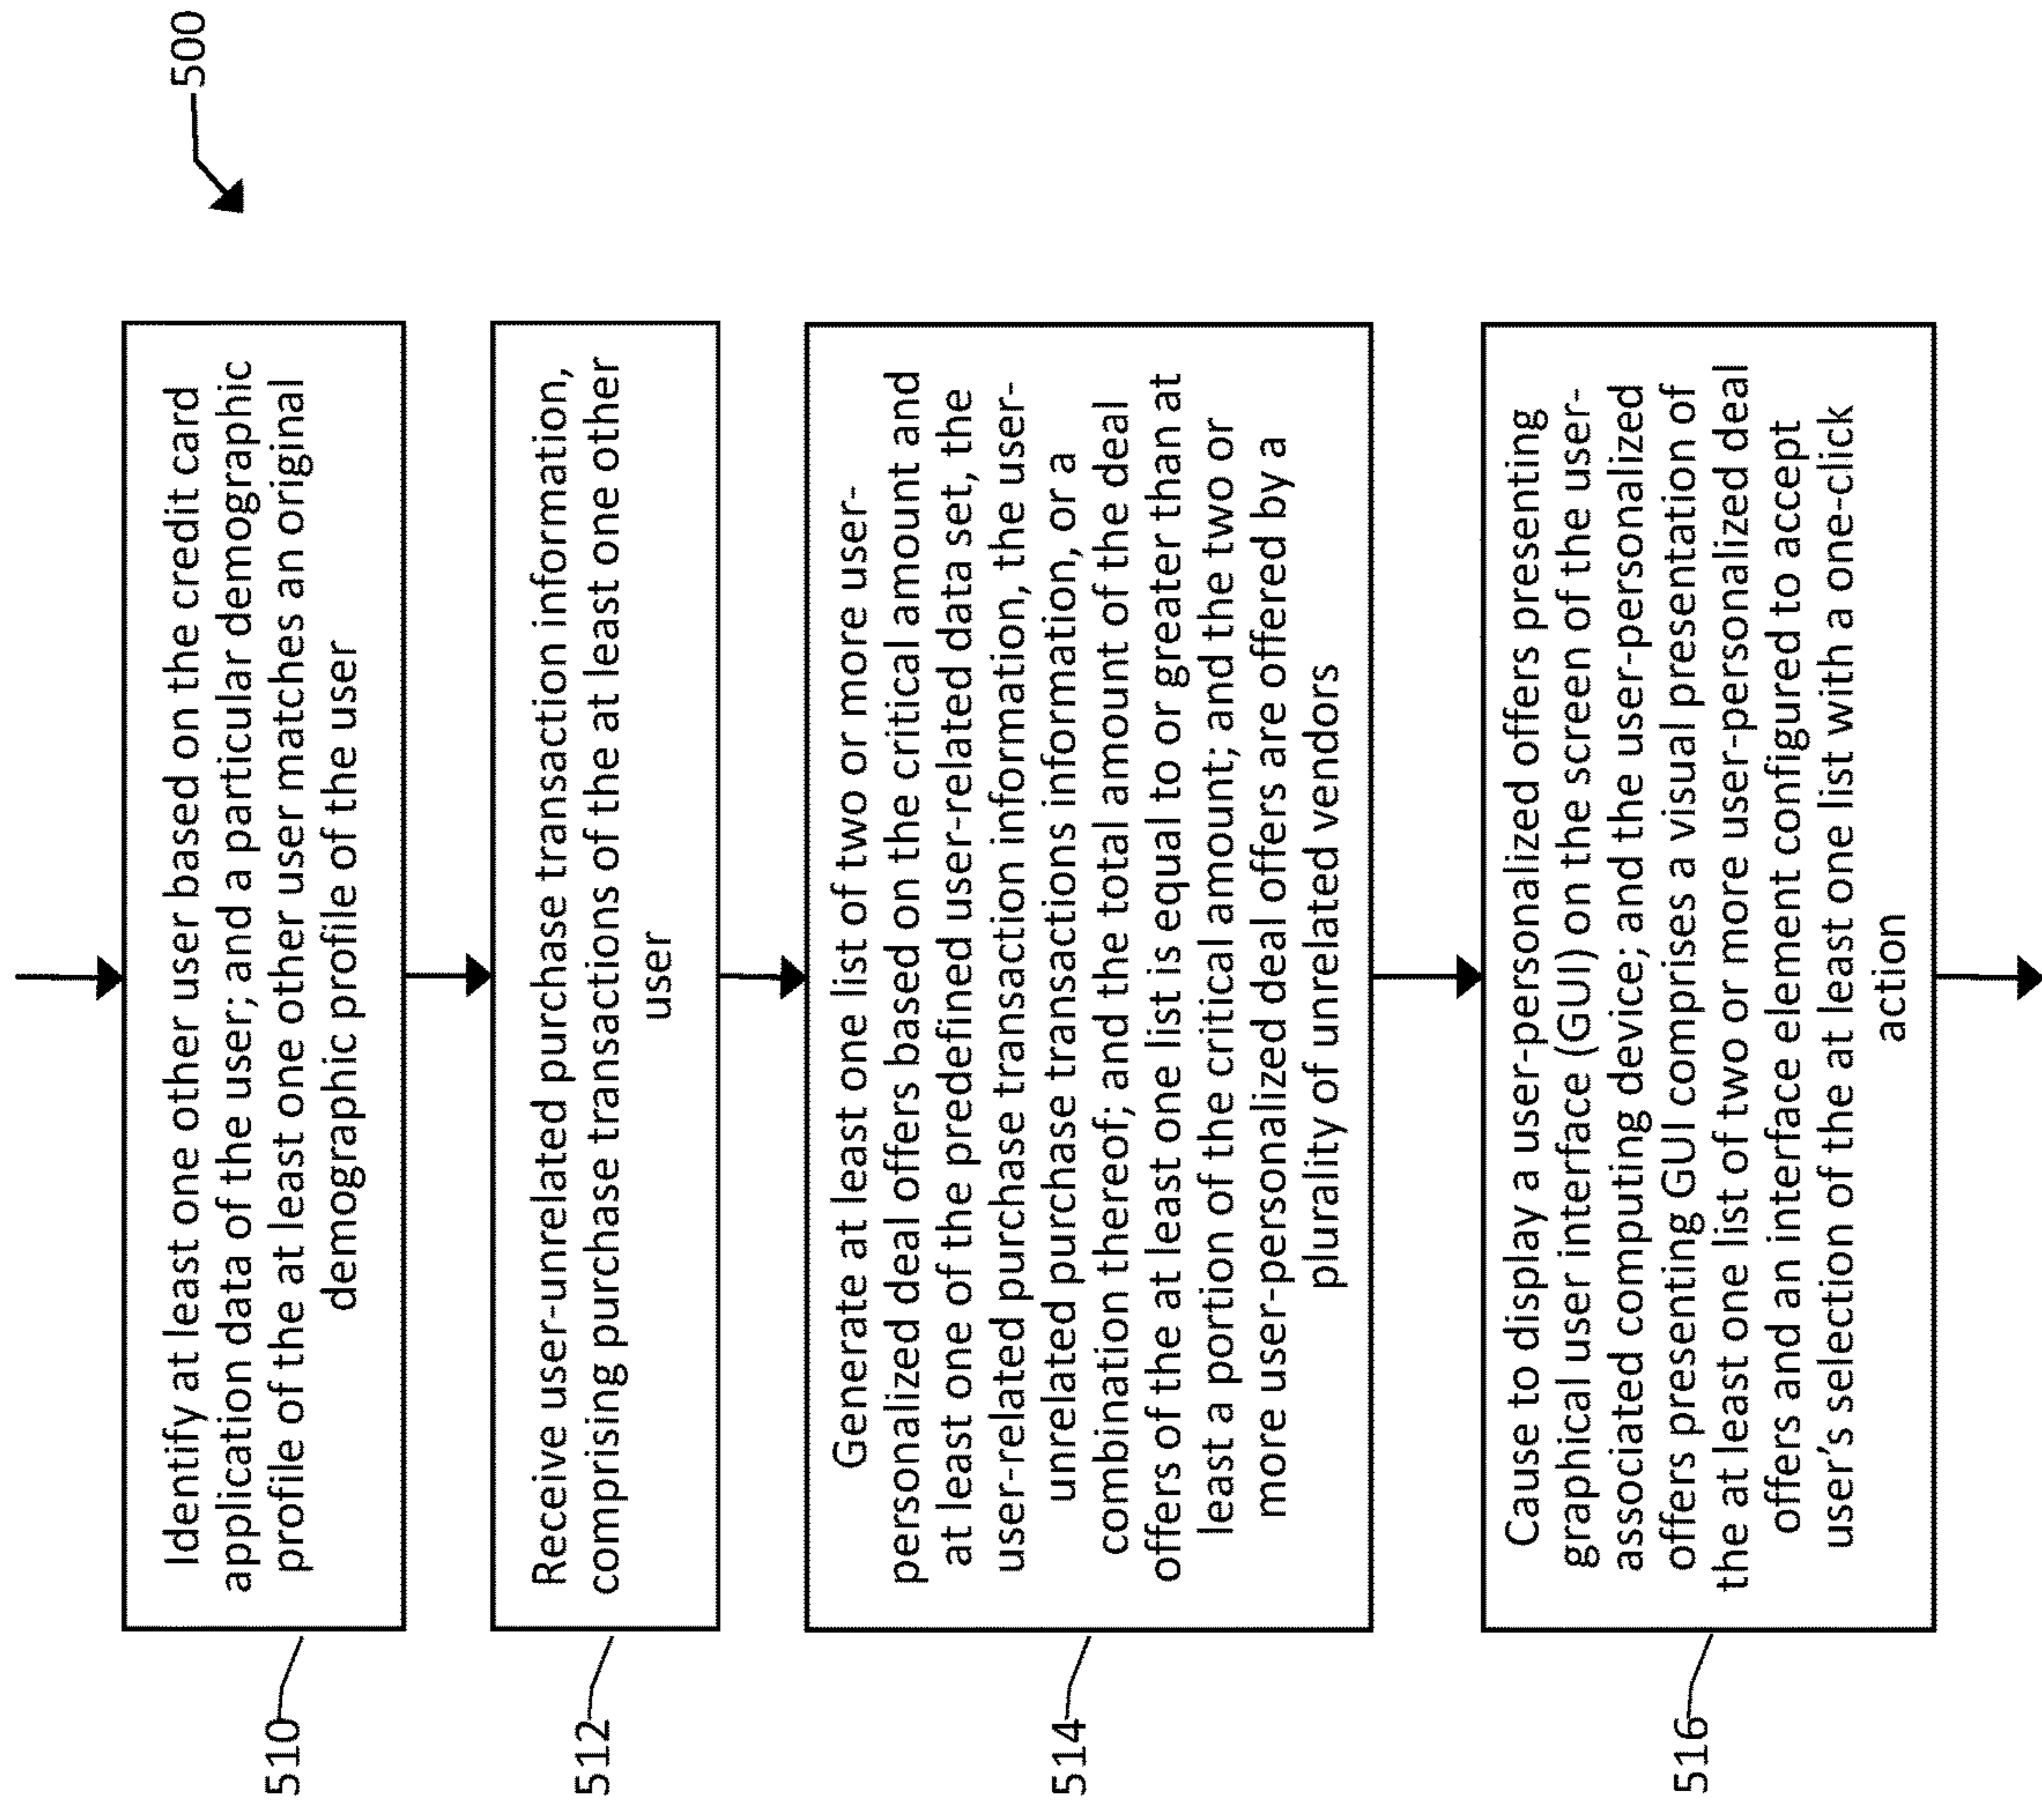 500
510
Identify at least one other user based on the credit card
application data of the user; and a particular demographic
profile of the at least one other user matches an original
demographic profile of the user
512
Receive user-unrelated purchase transaction information,
comprising purchase transactions of the at least one other
user
514
Generate at least one list of two or more user-
personalized deal offers based on the critical amount and
at least one of the predefined user-related data set, the
user-related purchase transaction information, the user-
unrelated purchase transactions information, or a
combination thereof; and the total amount of the deal
offers of the at least one list is equal to or greater than at
least a portion of the critical amount; and the two or
more user-personalized deal offers are offered by a
plurality of unrelated vendors
516
Cause to display a user-personalized offers presenting
graphical user interface (GUI) on the screen of the user-
associated computing device; and the user-personalized
offers presenting GUI comprises a visual presentation of
the at least one list of two or more user-personalized deal
offers and an interface element configured to accept
user's selection of the at least one list with a one-click
action